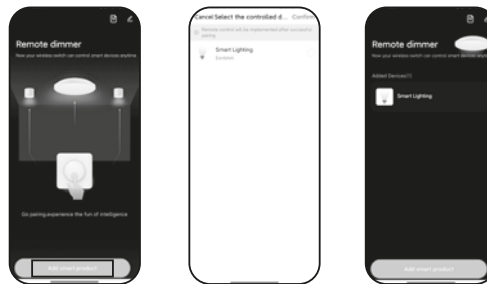 Remote dimmer
Now your wireless switch can control smart devices anytime
Go pairing,experience the fun of intelligence
Add smart product
Cancel Select the controlled d... Confirm
Remote control will be implemented after successful
pairing
Smart Lighting
Remote dimmer
Now your wireless switch can control smart devices anytime
Added Devices(1)
Smart Lighting
Add smart product